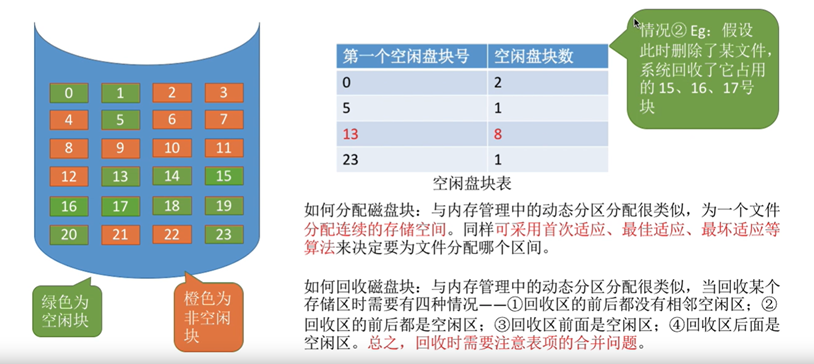 0 1 2 3
4 5 6 7
8 9 10 11
12 13 14 15
16 17 18 19
20 21 22 23
绿色为
空闲块
橙色为
非空闲
块
第一个空闲盘块号 空闲盘块数
0 2
5 1
13 8
23 1
空闲盘块表
情况② Eg：假设
此时删除了某文件，
系统回收了它占用
的 15、16、17号
块
如何分配磁盘块：与内存管理中的动态分区分配很类似，为一个文件
分配连续的存储空间。同样可采用首次适应、最佳适应、最坏适应等
算法来决定要为文件分配哪个区间。
如何回收磁盘块：与内存管理中的动态分区分配很类似，当回收某个
存储区时需要有四种情况——①回收区的前后都没有相邻空闲区；②
回收区的前后都是空闲区；③回收区前面是空闲区；④回收区后面是
空闲区。总之，回收时需要注意表项的合并问题。